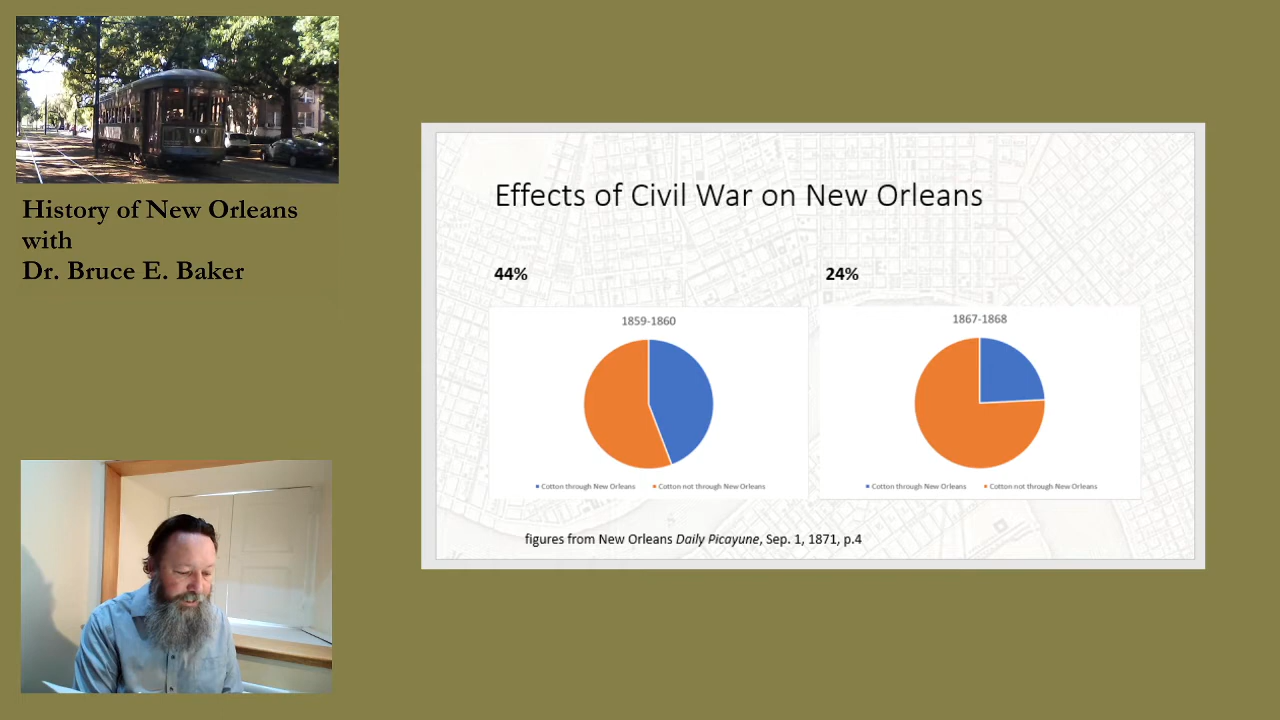 History of New Orleans
with
Dr. Bruce E. Baker
Effects of Civil War on New Orleans
44%
24%
1859-1860
Cotton through New Orleans
Cotton not through New Orleans
1867-1868
Cotton through New Orleans
Cotton not through New Orleans
figures from New Orleans Daily Picayune, Sep. 1, 1871, p.4
910